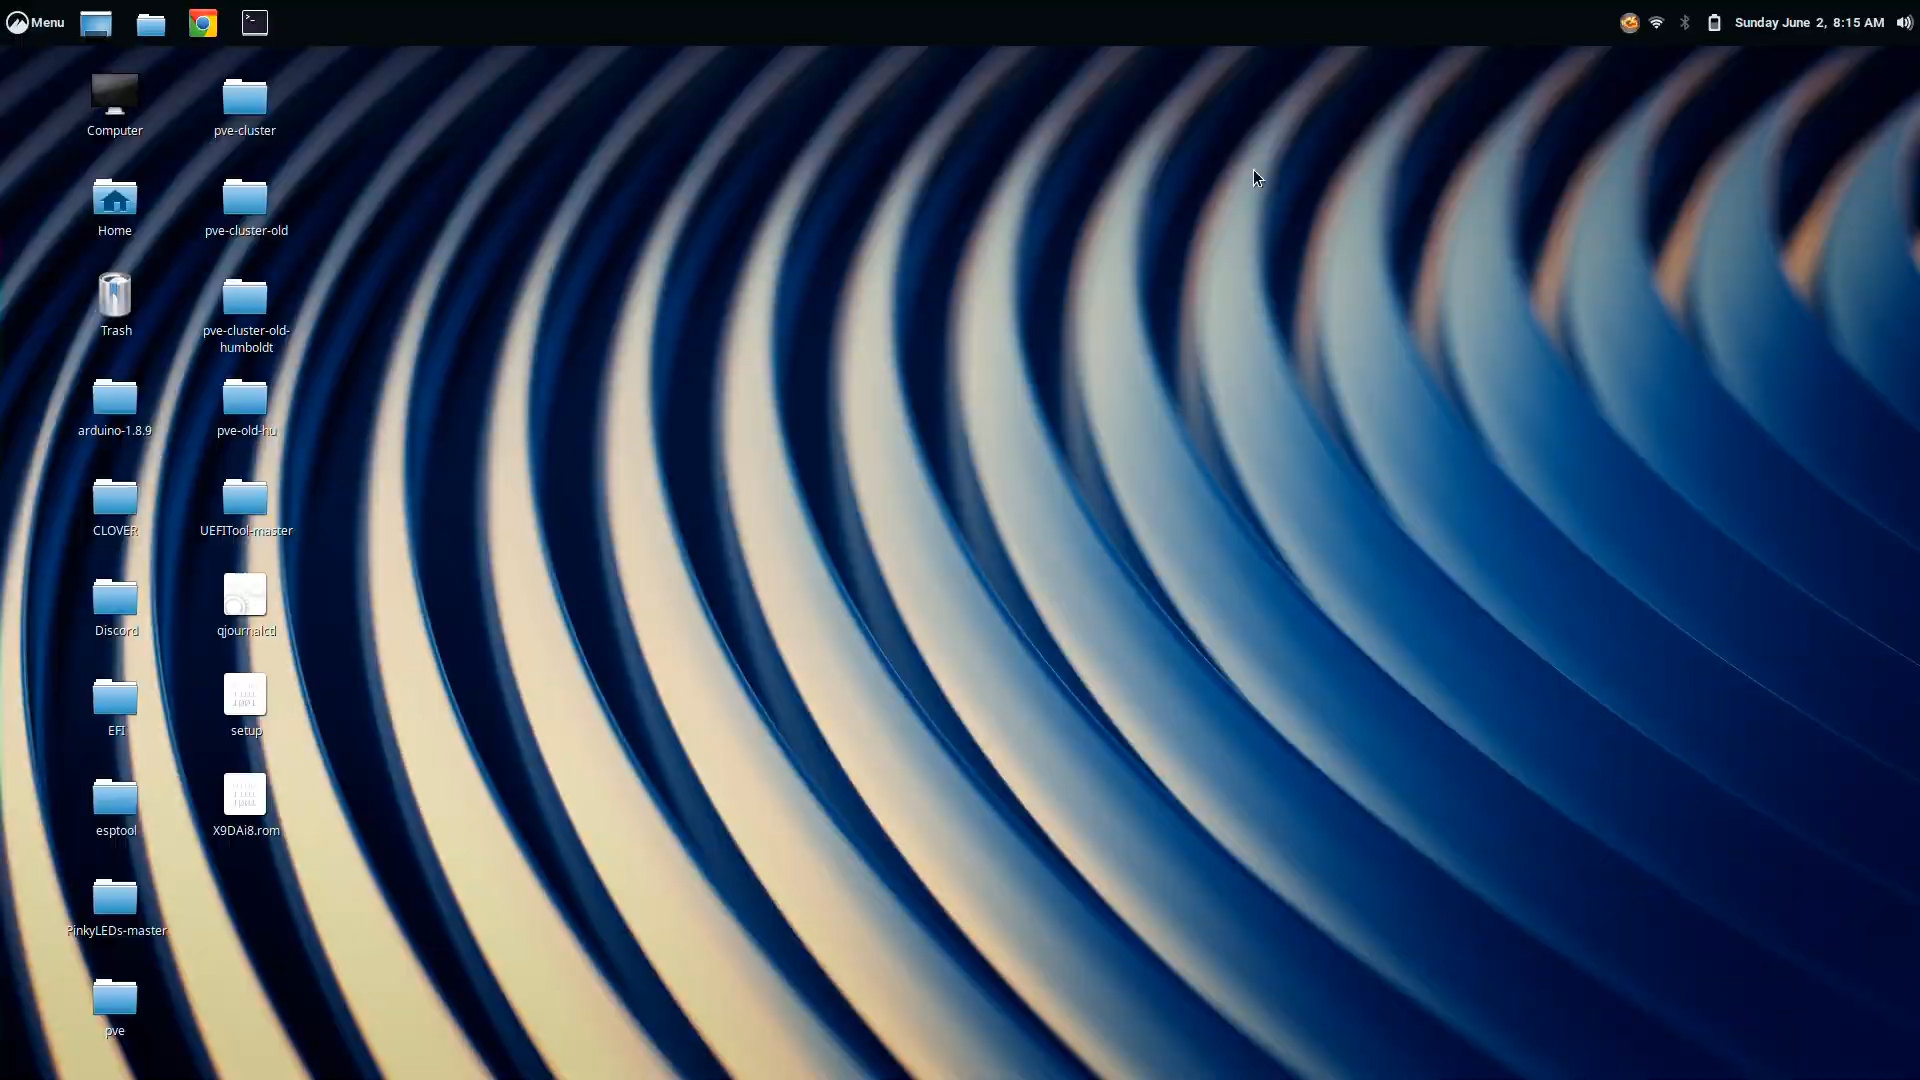 Menu
Sunday June 2, 8:15 AM
Computer
pve-cluster
Home
pve-cluster-old
Trash
pve-cluster-old-
humboldt
arduino-1.8.9
pve-old-hu
CLOVER
UEFITool-master
Discord
qjournalctl
EFI
setup
esptool
X9DAi8.rom
PinkyLEDs-master
pve